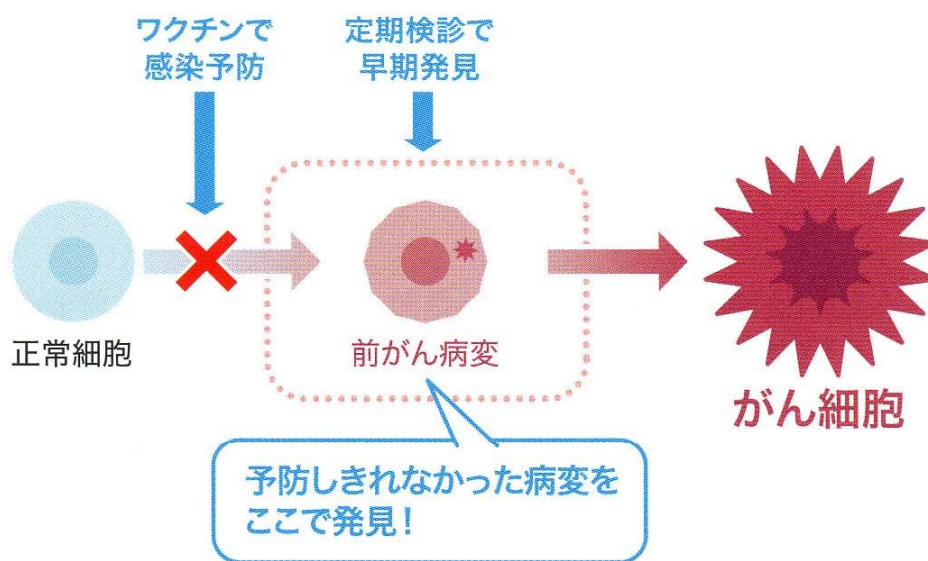 ワクチンで
感染予防
定期検診で
早期発見
正常細胞
前がん病変
がん細胞
予防しきれなかった病変を
ここで発見！